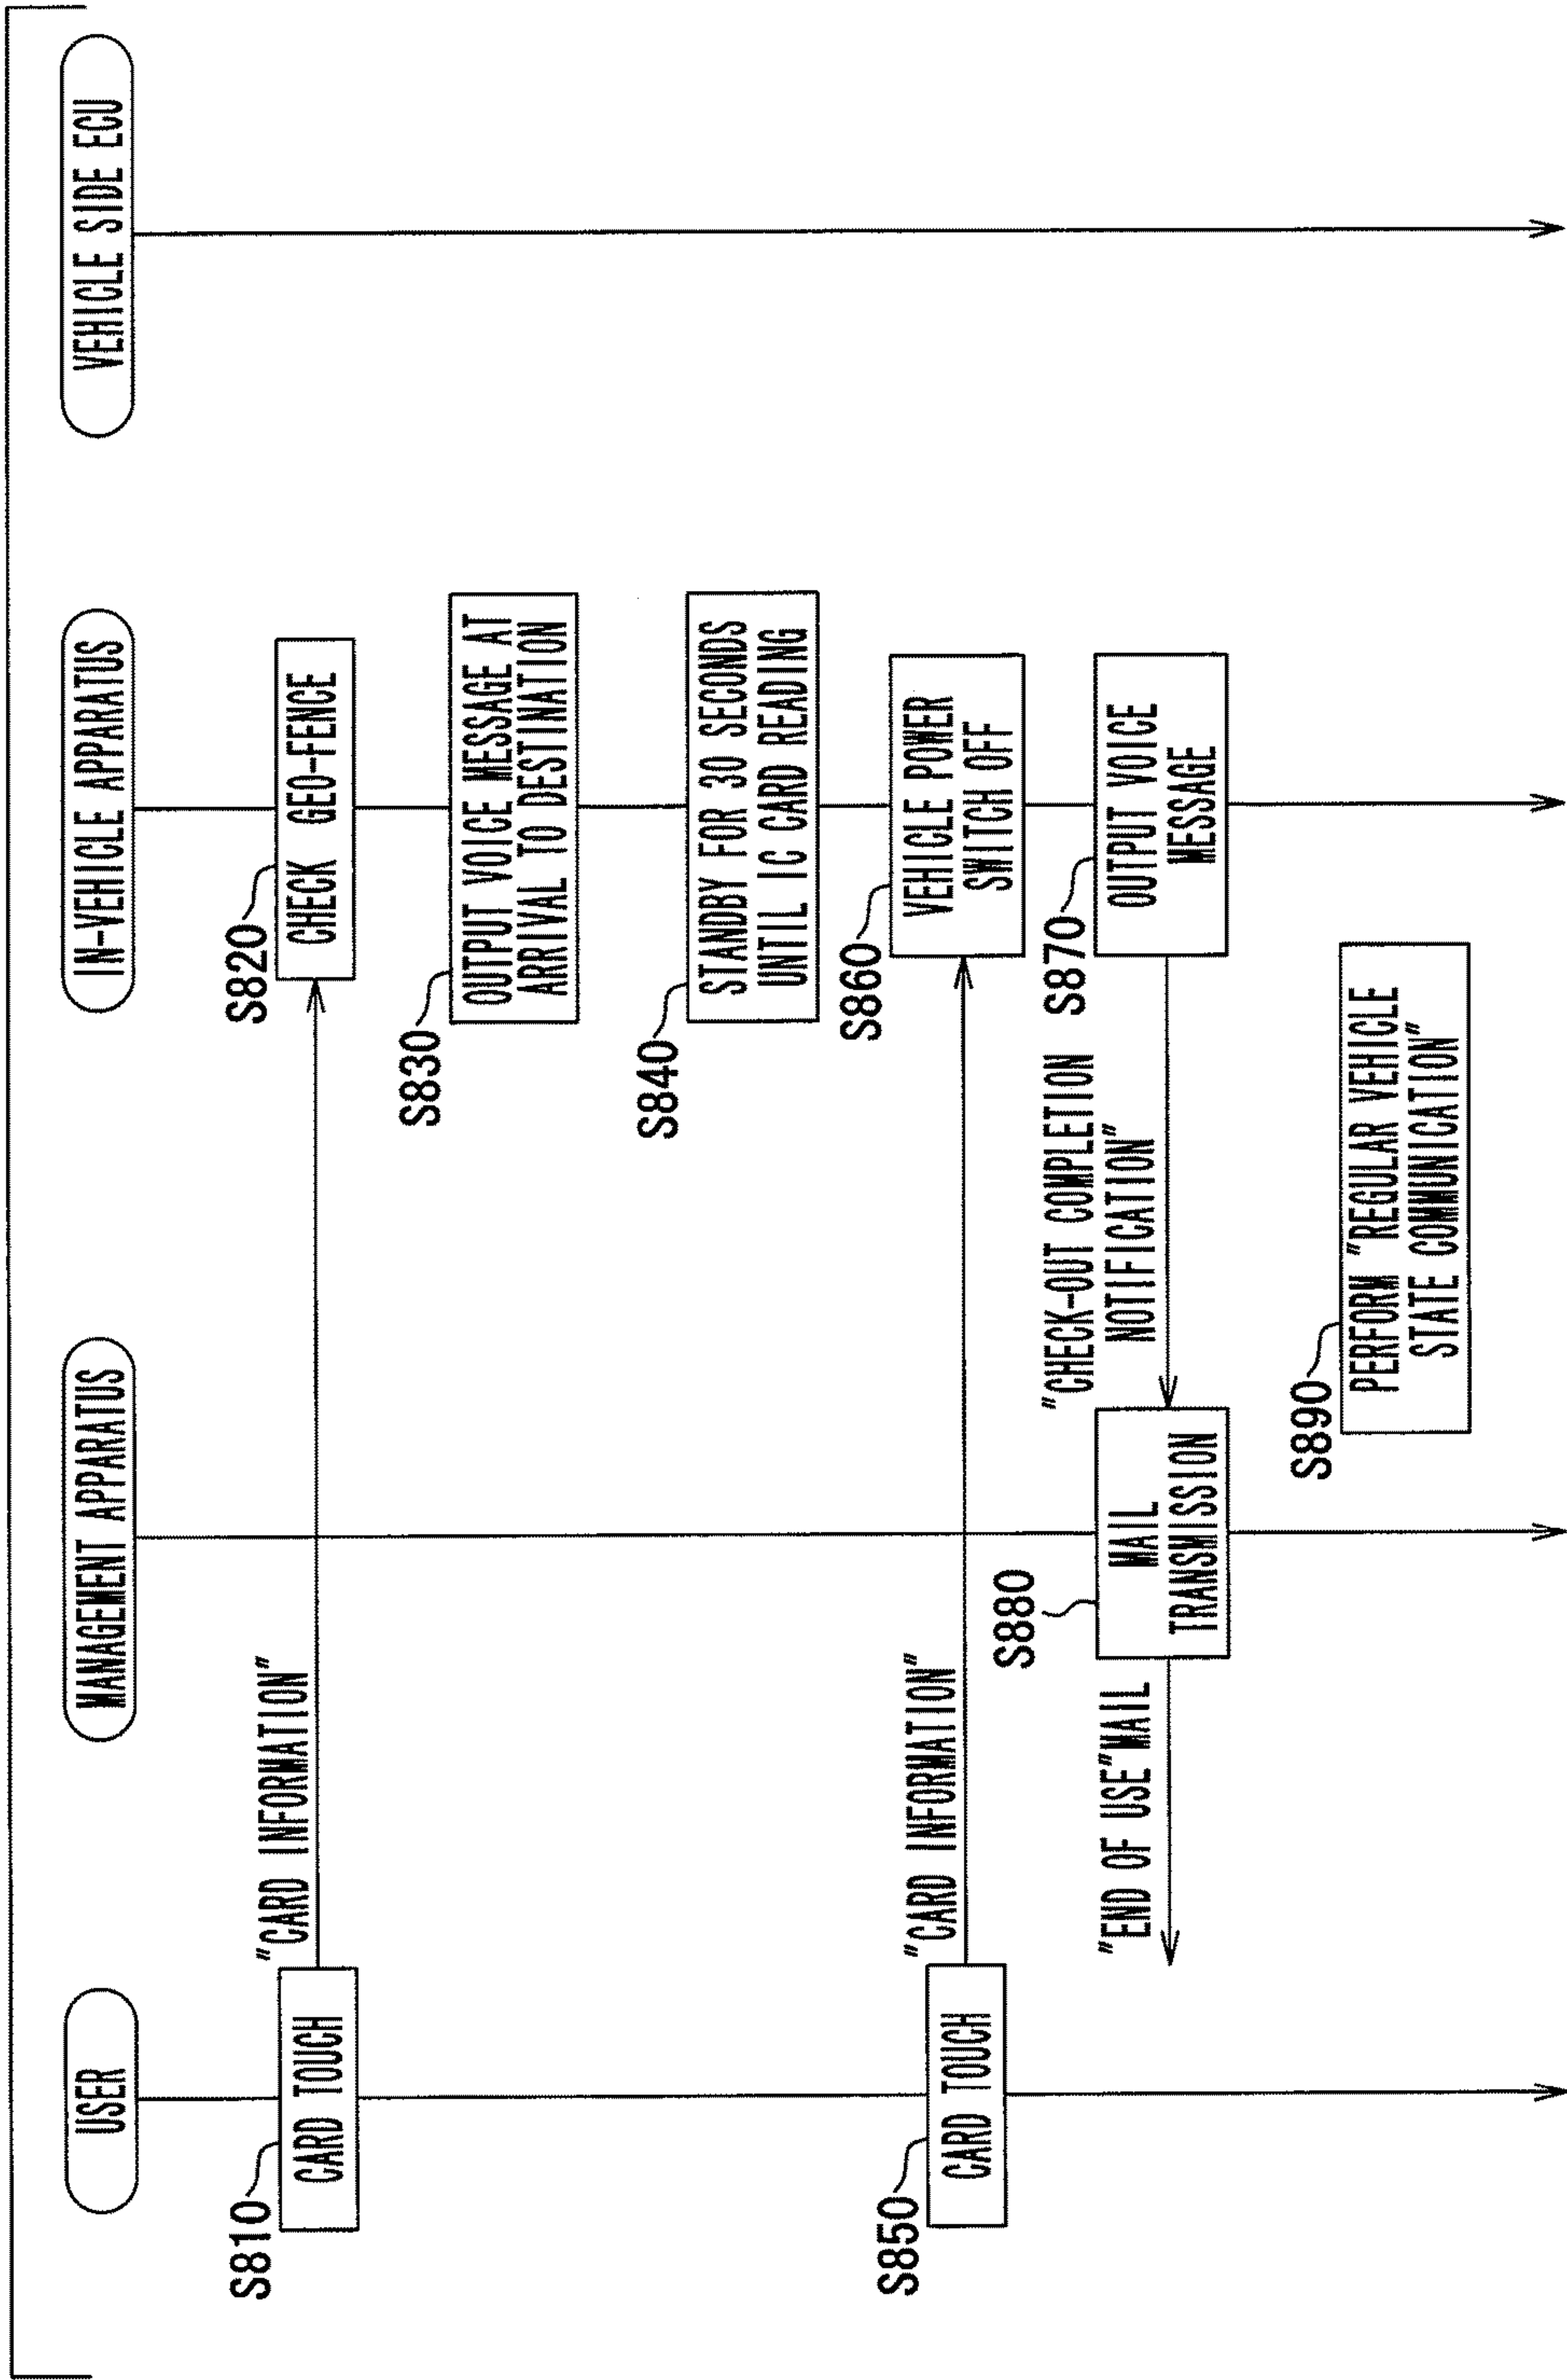 USER
MANAGEMENT APPARATUS
IN-VEHICLE APPARATUS
VEHICLE SIDE ECU
S810
CARD TOUCH
"CARD INFORMATION"
S820
CHECK GEO-FENCE
S830
OUTPUT VOICE MESSAGE AT
ARRIVAL TO DESTINATION
S840
STANDBY FOR 30 SECONDS
UNTIL IC CARD READING
S850
CARD TOUCH
"CARD INFORMATION"
S860
VEHICLE POWER
SWITCH OFF
S870
OUTPUT VOICE
MESSAGE
"CHECK-OUT COMPLETION
NOTIFICATION"
S880
MAIL
TRANSMISSION
"END OF USE"MAIL
S890
PERFORM "REGULAR VEHICLE
STATE COMMUNICATION"